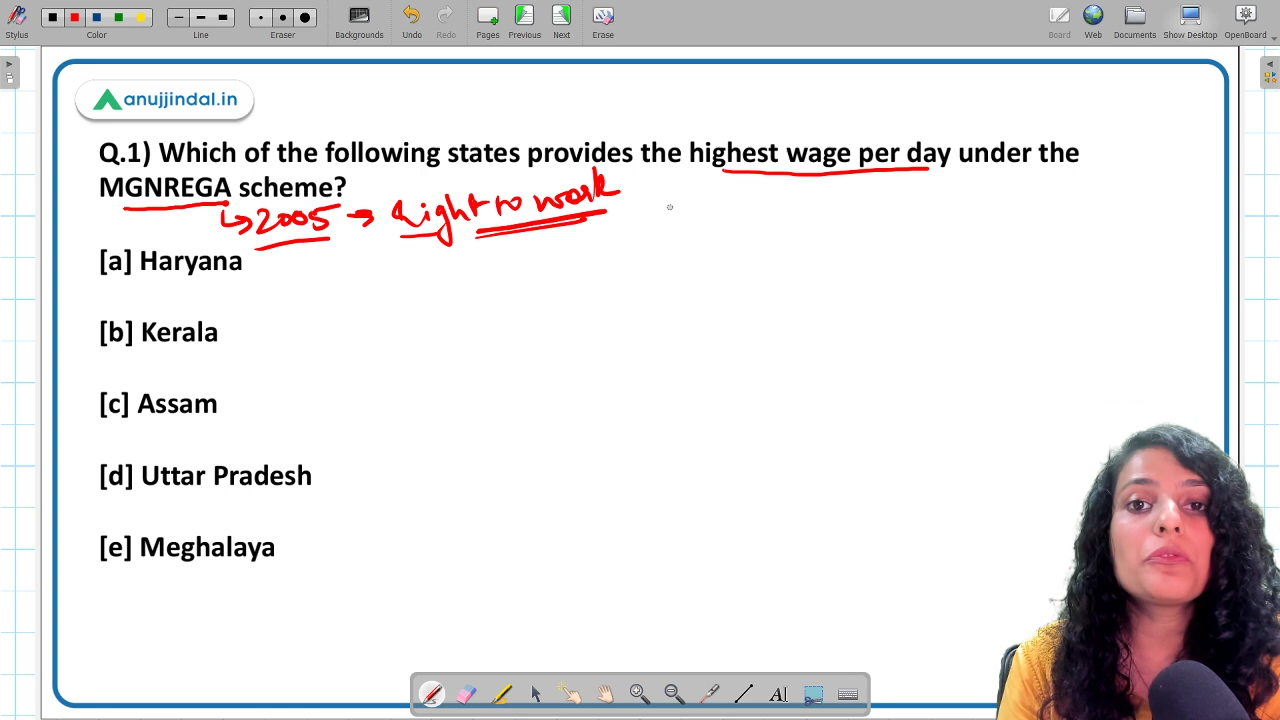 Stylus
Color
Line
Eraser
Backgrounds
Undo
Redo
Pages
Previous
Next
Erase
Board
Web
Documents
Show Desktop
OpenBoard
anujjindal.in
Q.1) Which of the following states provides the highest wage per day under the
MGNREGA scheme?
2005 → Right to work
[a] Haryana
[b] Kerala
[c] Assam
[d] Uttar Pradesh
[e] Meghalaya